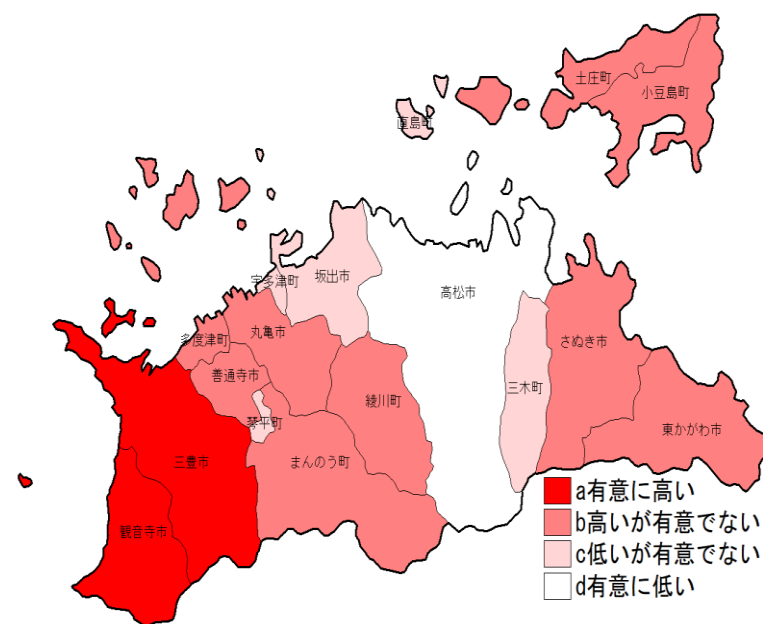 土庄町
小豆島町
直島町
宇多津町
坂出市
高松市
多度津町
丸亀市
さぬき市
善通寺市
三木町
綾川町
琴平町
東かがわ市
三豊市
まんのう町
観音寺市
a有意に高い
b高いが有意でない
c低いが有意でない
d有意に低い